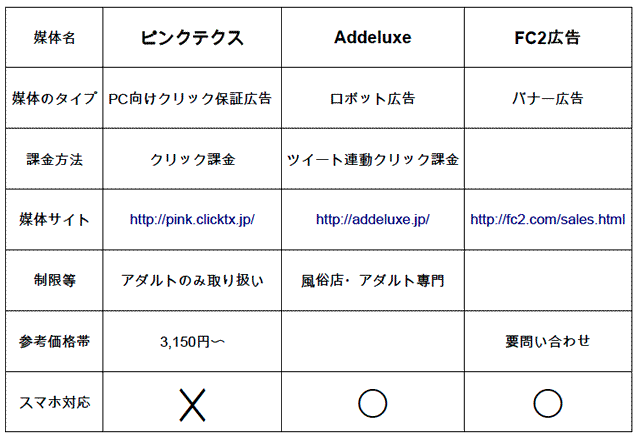 媒体名 ピンクテクス Addeluxe FC2広告
媒体のタイプ PC向けクリック保証広告 ロボット広告 バナー広告
課金方法 クリック課金 ツイート連動クリック課金
媒体サイト http://pink.clicktx.jp/ http://addeluxe.jp/ http://fc2.com/sales.html
制限等 アダルトのみ取り扱い 風俗店・アダルト専門
参考価格帯 3,150円〜 要問い合わせ
スマホ対応 ╳ ◯ ◯